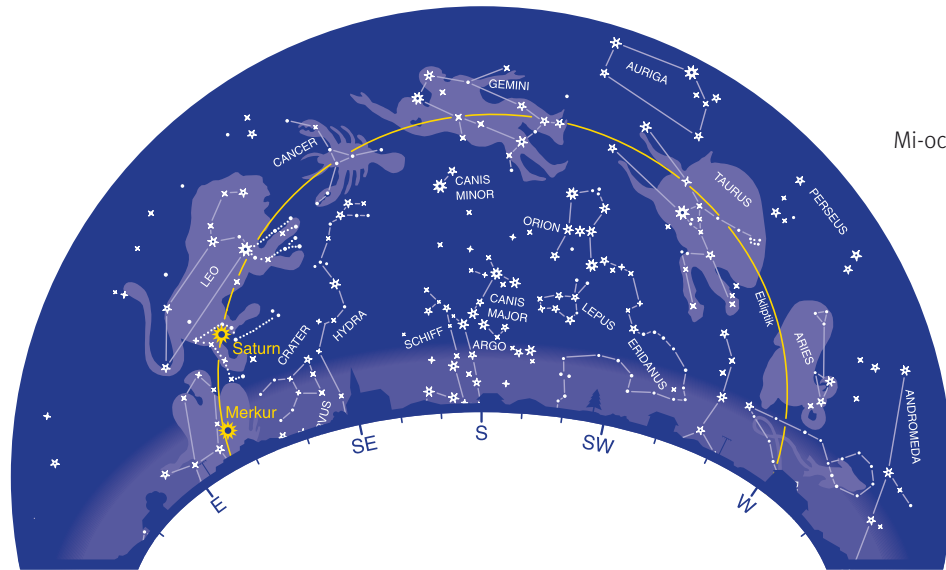 AURIGA
GEMINI
Mi-oc
CANCER
TAURUS
CANIS
MINOR
PERSEUS
ORION
LEO
Ekliptik
CANIS
MAJOR
LEPUS
HYDRA
SCHIFF
ARGO
CRATER
ERIDANUS
ARIES
Saturn
ANDROMEDA
VUS
Merkur
SE
S
SW
E
W